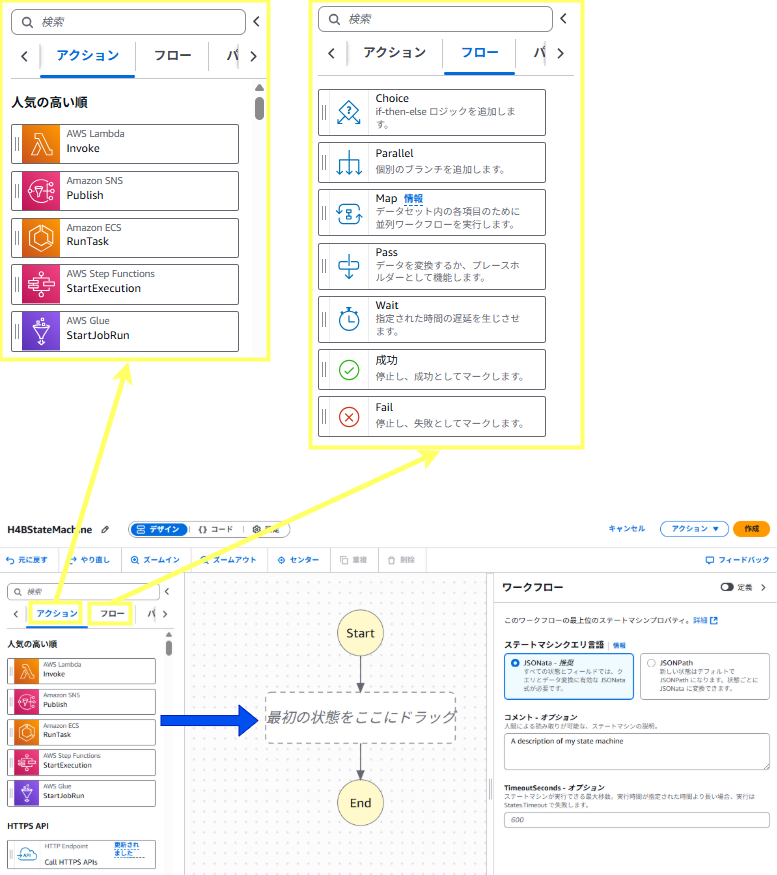 検索
アクション フロー パ
人気の高い順
AWS Lambda
Invoke
Amazon SNS
Publish
Amazon ECS
RunTask
AWS Step Functions
StartExecution
AWS Glue
StartJobRun
検索
アクション フロー パ
Choice
if-then-else ロジックを追加しま
す。
Parallel
個別のブランチを追加します。
Map 情報
データセット内の各項目のために
並列ワークフローを実行します。
Pass
データを変換するか、プレースホ
ルダーとして機能します。
Wait
指定された時間の遅延を生じさせ
ます。
成功
停止し、成功としてマークします。
Fail
停止し、失敗としてマークします。
H4BStateMachine デザイン {} コード 設定 キャンセル アクション 作成
元に戻す やり直し ズームイン ズームアウト センター 重複 削除 フィードバック
検索
アクション フロー パ
人気の高い順
AWS Lambda
Invoke
Amazon SNS
Publish
Amazon ECS
RunTask
AWS Step Functions
StartExecution
AWS Glue
StartJobRun
HTTPS API
HTTP Endpoint 更新され
ました
API
Call HTTPS APIs
Start
最初の状態をここにドラッグ
End
ワークフロー 定義
このワークフローの最上位のステートマシンプロパティ。詳細
ステートマシンクエリ言語 情報
JSONata - 推奨
すべての状態とフィールドでは、ク
エリとデータ変換に有効な JSONata
式が必要です。
JSONPath
新しい状態はデフォルトで
JSONPath になります。状態ごとに
JSONata に変換できます。
コメント - オプション
人間による読み取りが可能な、ステートマシンの説明。
A description of my state machine
TimeoutSeconds - オプション
ステートマシンが実行できる最大秒数。実行時間が指定された時間より長い場合、実行は
States.Timeout で失敗します。
600